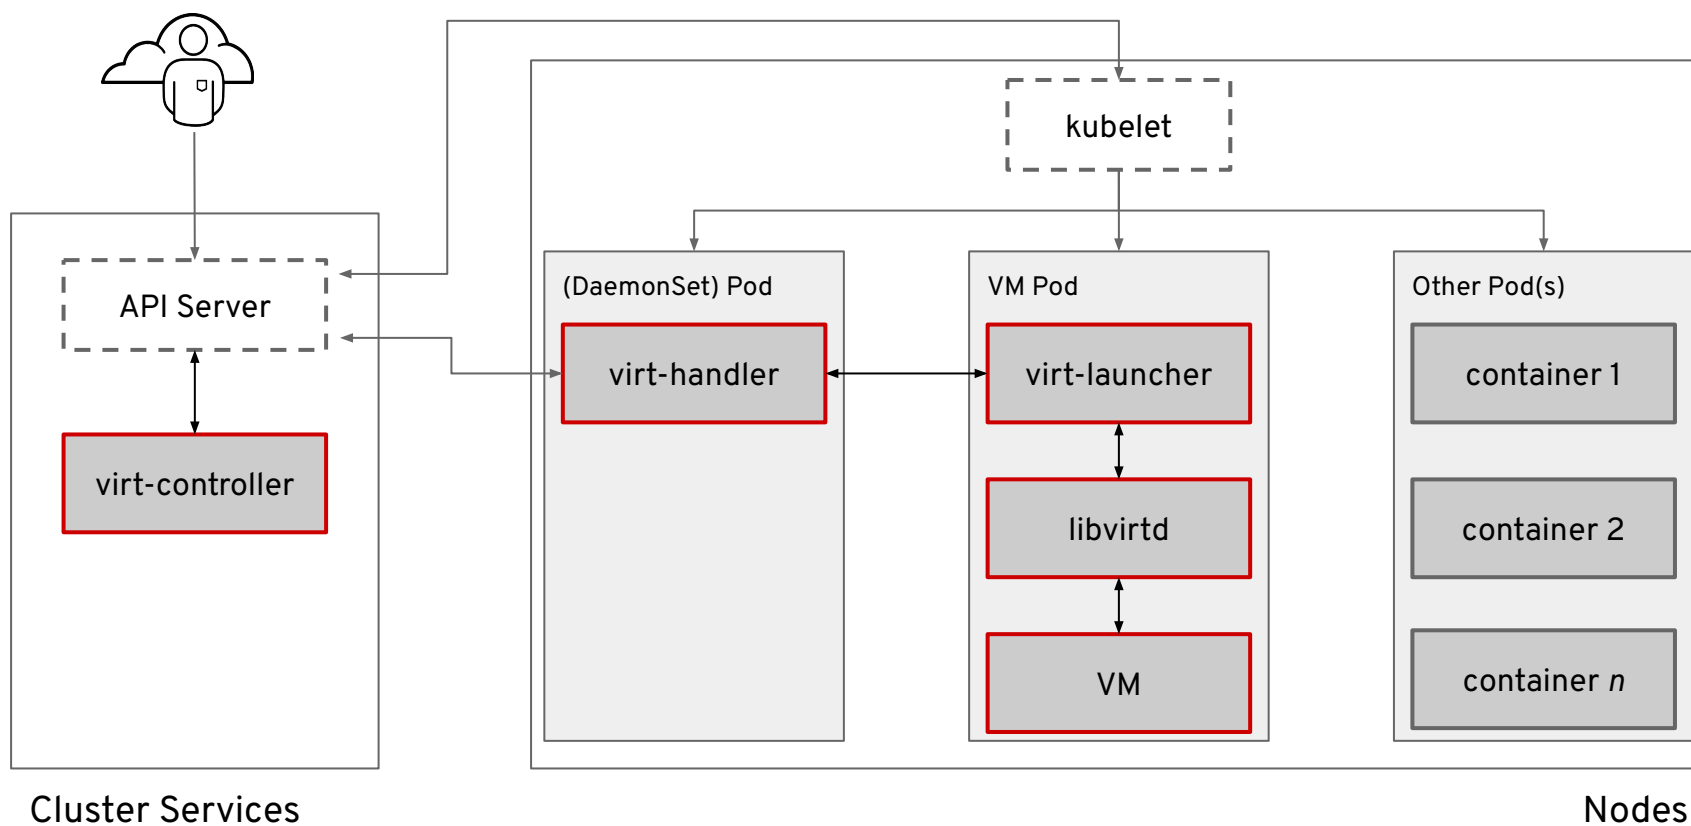 kubelet
API Server
virt-controller
Cluster Services
(DaemonSet) Pod
virt-handler
VM Pod
virt-launcher
libvirtd
VM
Other Pod(s)
container 1
container 2
container n
Nodes